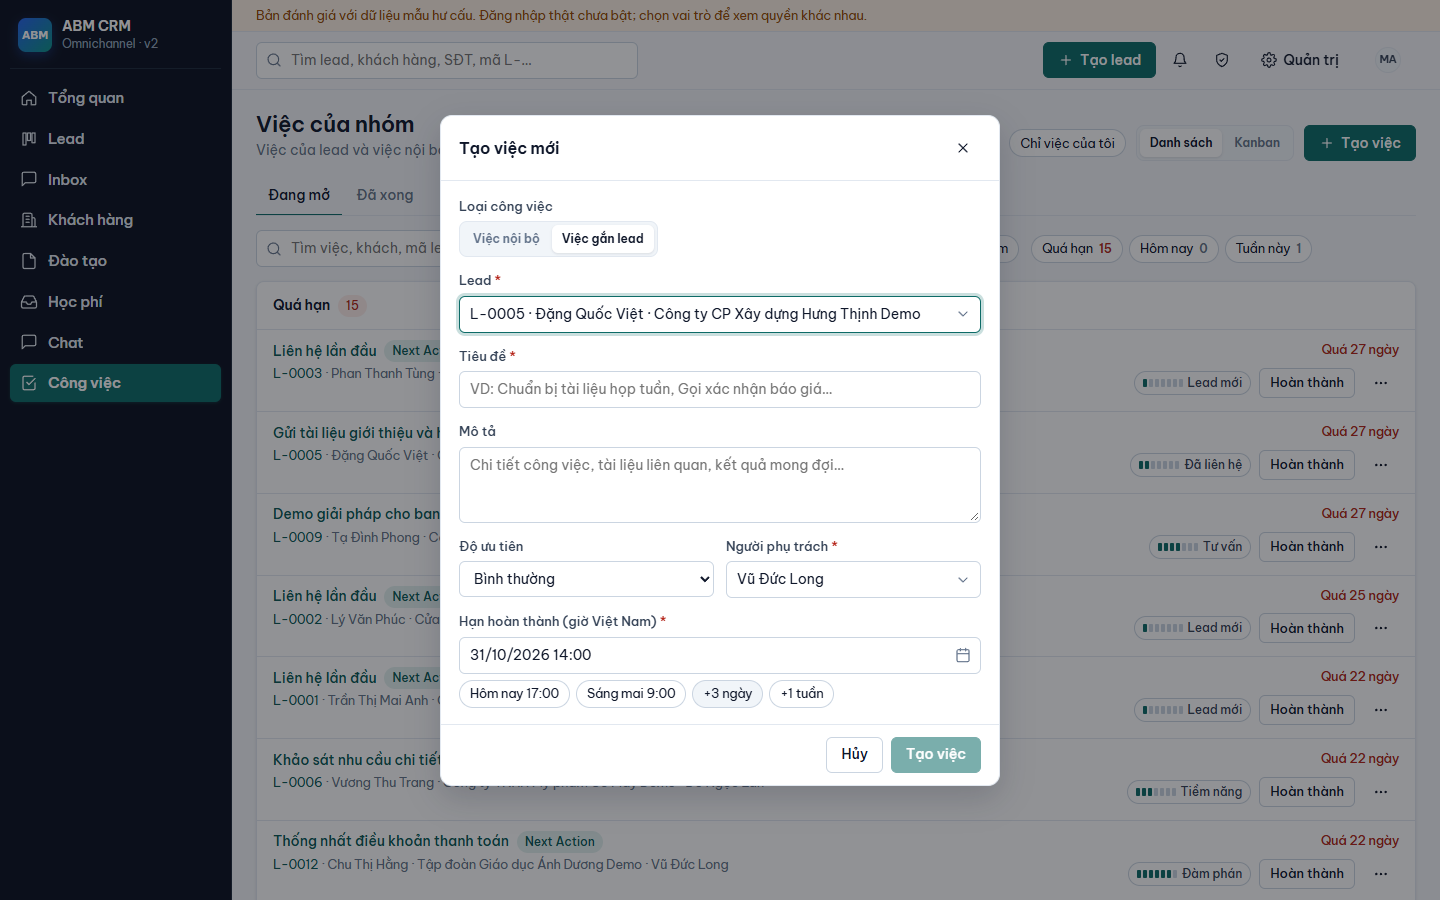 ABM
ABM CRM
Omnichannel · v2
Tổng quan
Lead
Inbox
Khách hàng
Đào tạo
Học phí
Chat
Công việc
Bản đánh giá với dữ liệu mẫu hư cấu. Đăng nhập thật chưa bật; chọn vai trò để xem quyền khác nhau.
Tìm lead, khách hàng, SĐT, mã L-...
Tạo lead
Quản trị
MA
Việc của nhóm
Việc của lead và việc nội
Chỉ việc của tôi
Danh sách
Kanban
Tạo việc
Đang mở
Đã xong
Tìm việc, khách, mã
Quá hạn 15
Hôm nay 0
Tuần này 1
Quá hạn 15
Liên hệ lần đầu
L-0003 · Phan Thanh Tùng ·
Quá 27 ngày
Lead mới
Hoàn thành
Gửi tài liệu giới thiệu và
L-0005 · Đặng Quốc Việt ·
Quá 27 ngày
Đã liên hệ
Hoàn thành
Demo giải pháp cho ban
L-0009 · Tạ Đình Phong ·
Quá 27 ngày
Tư vấn
Hoàn thành
Liên hệ lần đầu
L-0002 · Lý Văn Phúc ·
Quá 25 ngày
Lead mới
Hoàn thành
Liên hệ lần đầu
L-0001 · Trần Thị Mai Anh ·
Quá 22 ngày
Lead mới
Hoàn thành
Khảo sát nhu cầu chi tiết
L-0006 · Vương Thu Trang ·
Quá 22 ngày
Tiềm năng
Hoàn thành
Thống nhất điều khoản thanh toán Next Action
L-0012 · Chu Thị Hằng · Tập đoàn Giáo dục Ánh Dương Demo · Vũ Đức Long
Quá 22 ngày
Đàm phán
Hoàn thành
Tạo việc mới
Loại công việc
Việc nội bộ
Việc gắn lead
Lead *
L-0005 · Đặng Quốc Việt · Công ty CP Xây dựng Hưng Thịnh Demo
Tiêu đề *
VD: Chuẩn bị tài liệu họp tuần, Gọi xác nhận báo giá...
Mô tả
Chi tiết công việc, tài liệu liên quan, kết quả mong đợi...
Độ ưu tiên
Bình thường
Người phụ trách *
Vũ Đức Long
Hạn hoàn thành (giờ Việt Nam) *
31/10/2026 14:00
Hôm nay 17:00
Sáng mai 9:00
+3 ngày
+1 tuần
Hủy
Tạo việc